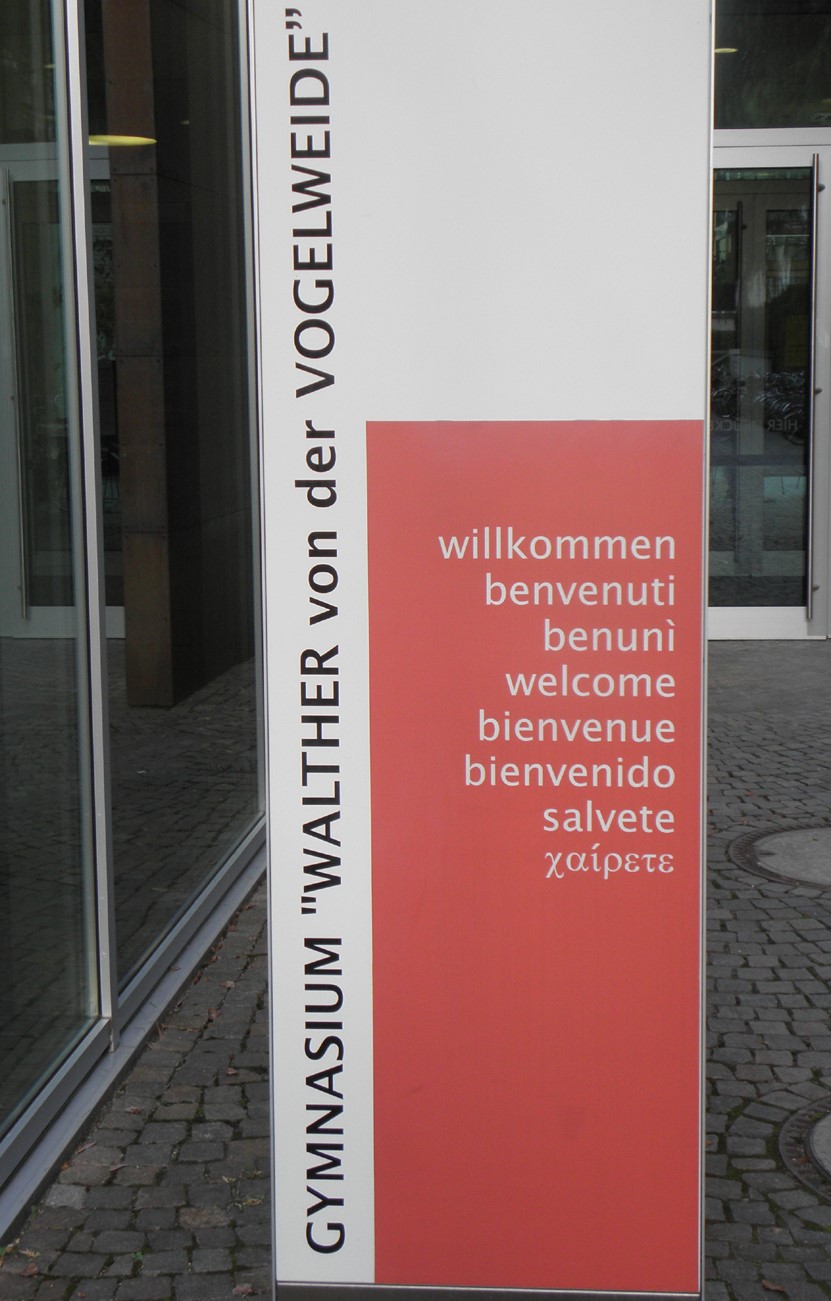 GYMNASIUM "WALTHER von der VOGELWEIDE”
willkommen
benvenuti
benunì
welcome
bienvenue
bienvenido
salvete
χαίρετε